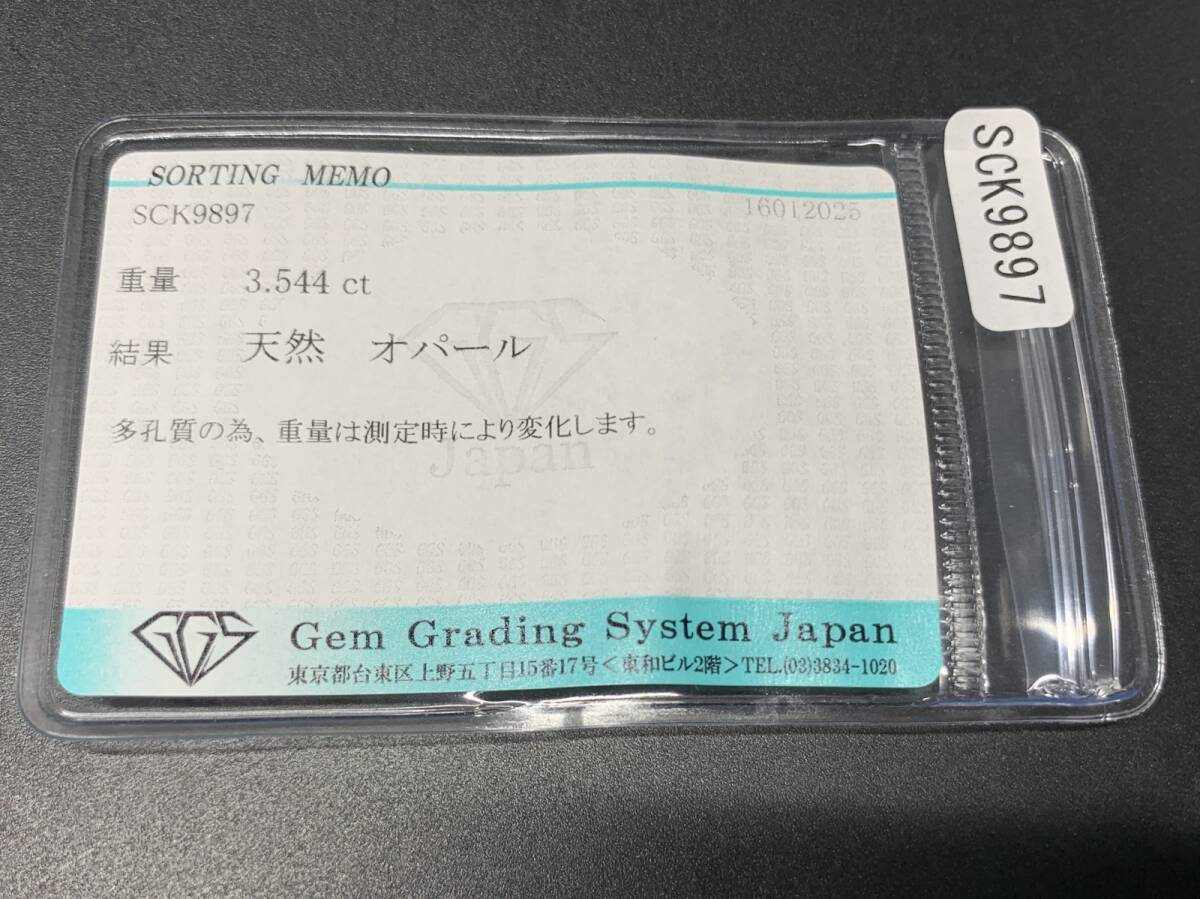 SORTING MEMO
SCK9897 16012025
重量 3.544 ct
結果 天然 オパール
多孔質の為、重量は測定時により変化します。
Japan
GGS Gem Grading System Japan
東京都台東区上野五丁目15番17号<東和ビル2階>TEL.(03)3834-1020
SCK9897